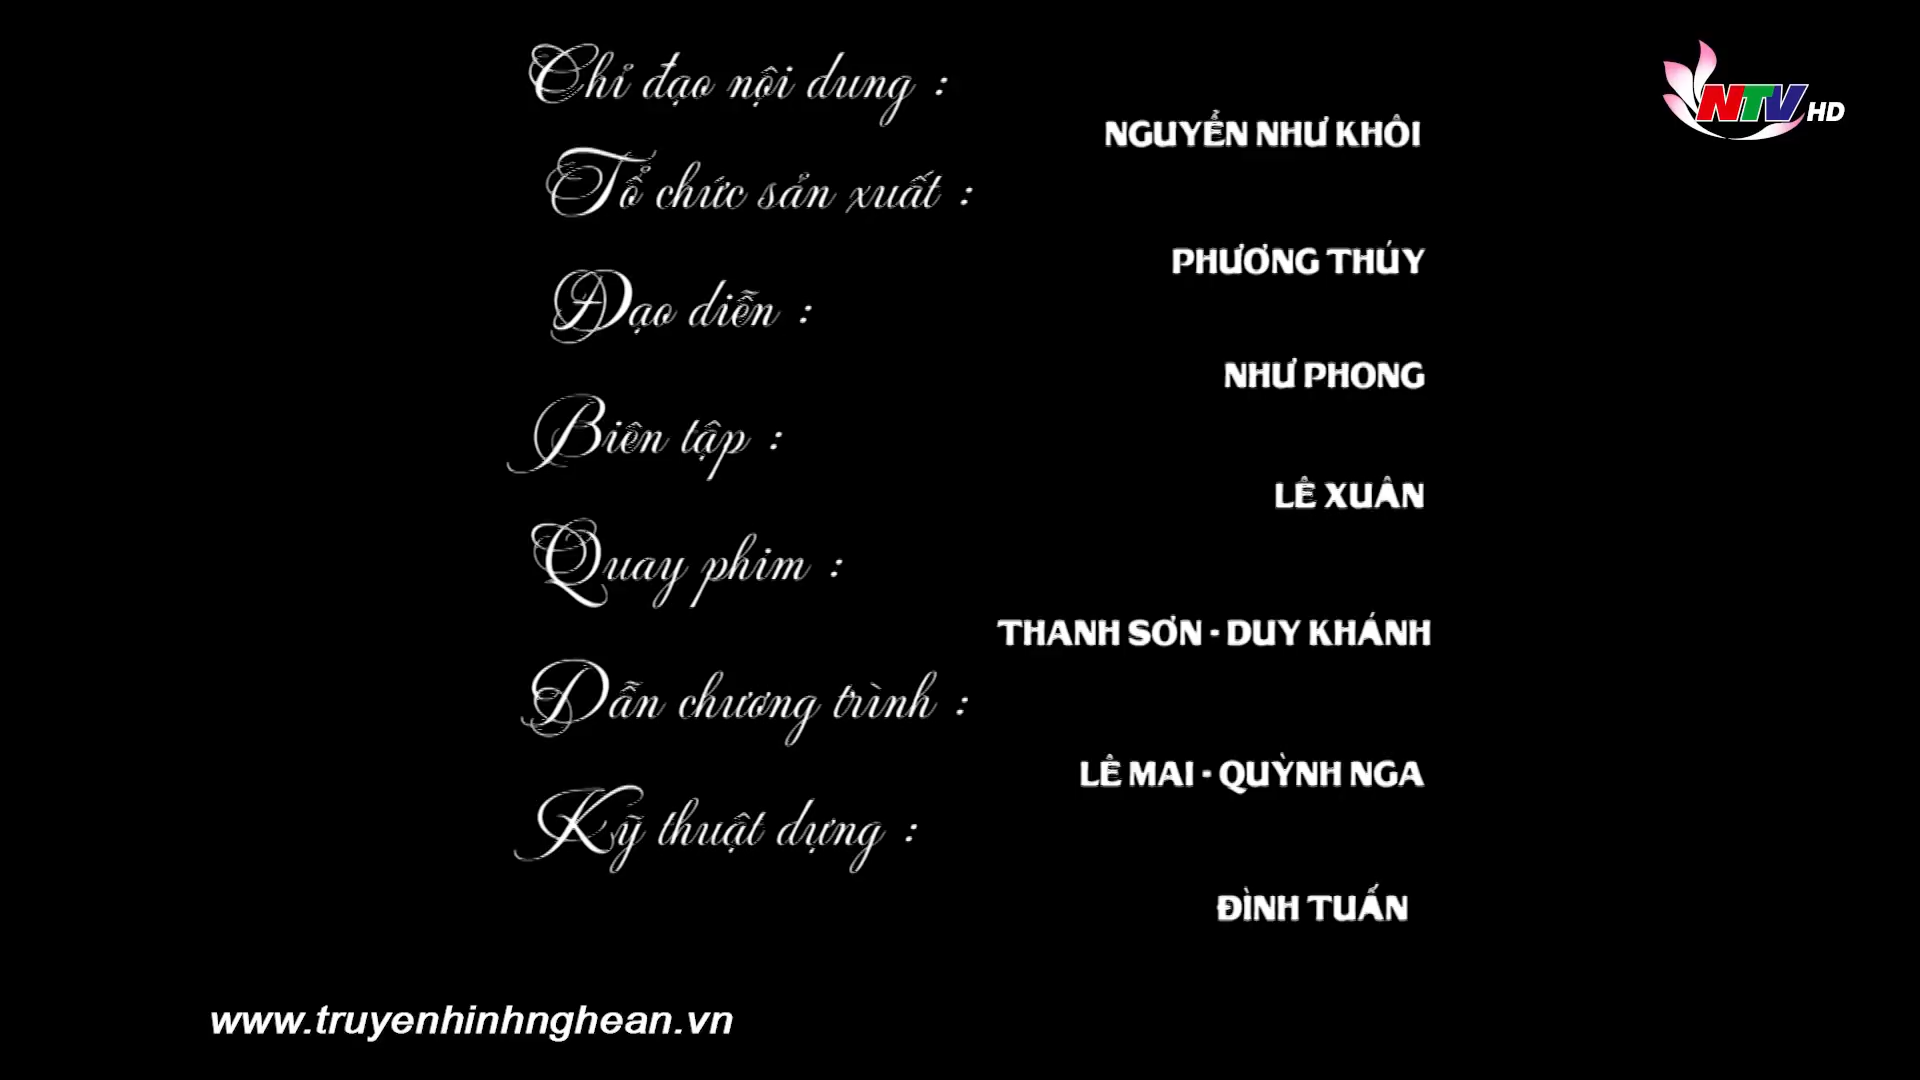 Chỉ đạo nội dung :
NTV HD
NGUYỂN NHƯ KHÔI
Tổ chức sản xuất :
PHƯƠNG THÚY
Đạo diễn :
NHƯ PHONG
Biên tập :
LÊ XUÂN
Quay phim :
THANH SƠN - DUY KHÁNH
Dẫn chương trình :
LÊ MAI - QUỲNH NGA
Kỹ thuật dựng :
ĐÌNH TUẤN
www.truyenhinhnghean.vn